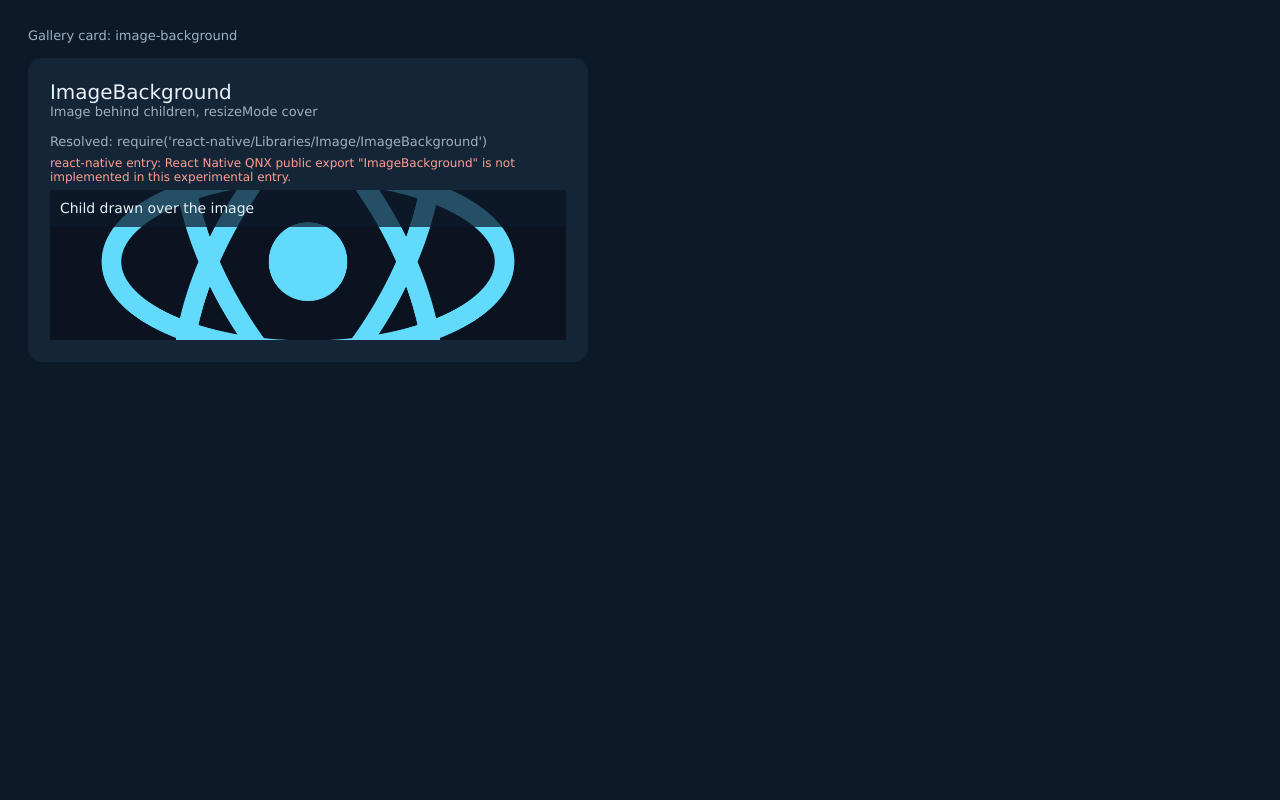 Gallery card: image-background
ImageBackground
Image behind children, resizeMode cover
Resolved: require('react-native/Libraries/Image/ImageBackground')
react-native entry: React Native QNX public export "ImageBackground" is not
implemented in this experimental entry.
Child drawn over the image